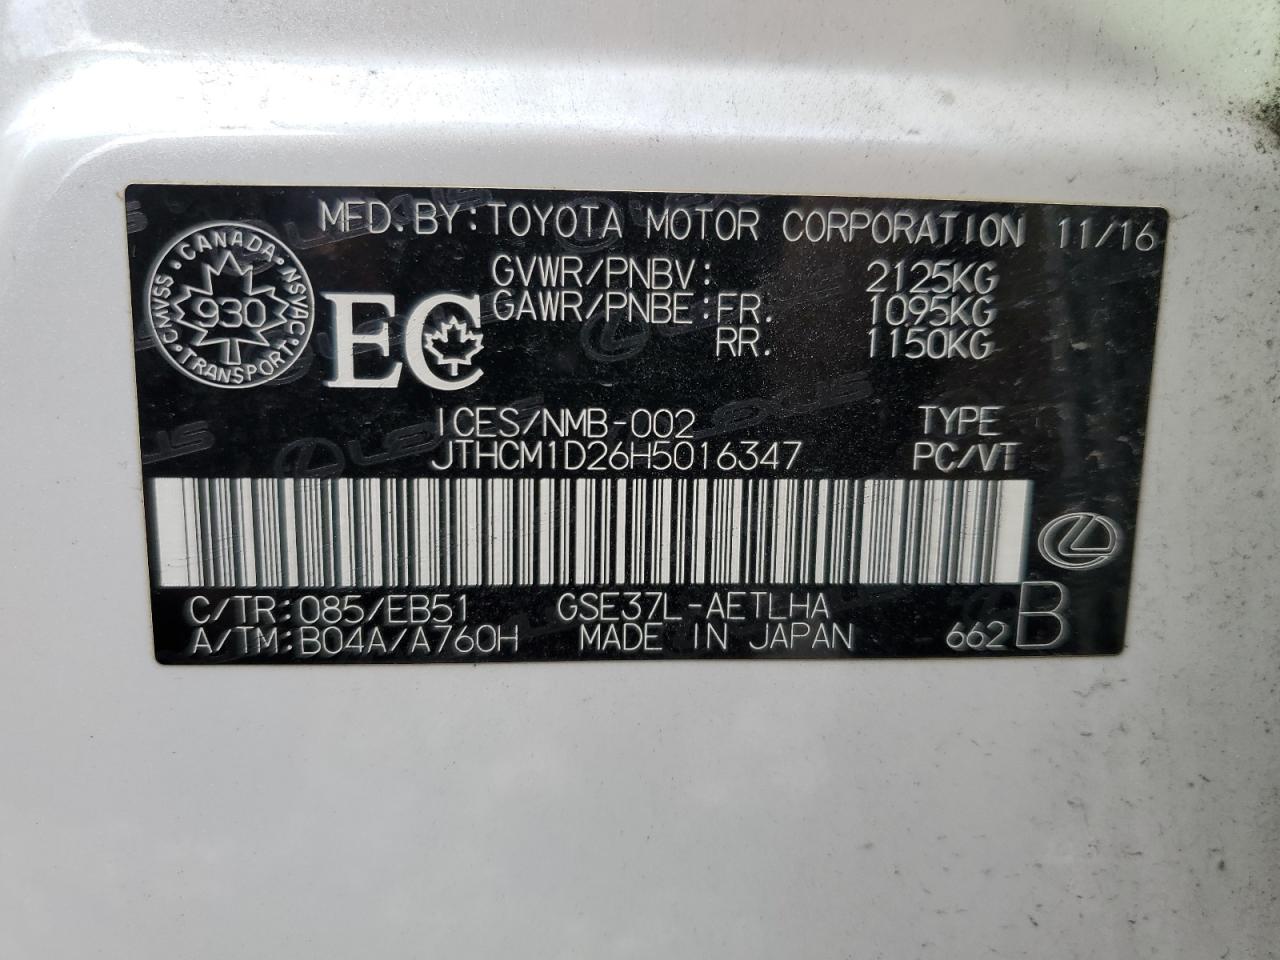 MFD.BY:TOYOTA MOTOR CORPORATION 11/16
CANADA
CMVSS NSVAC
930
TRANSPORT
EC
GVWR/PNBV: 2125KG
GAWR/PNBE:FR. 1095KG
RR. 1150KG
ICES/NMB-002 TYPE
JTHCM1D26H5016347 PC/VT
C/TR:085/EB51 GSE37L-AETLHA
A/TM:B04A/A760H MADE IN JAPAN 662 B
LEXUS